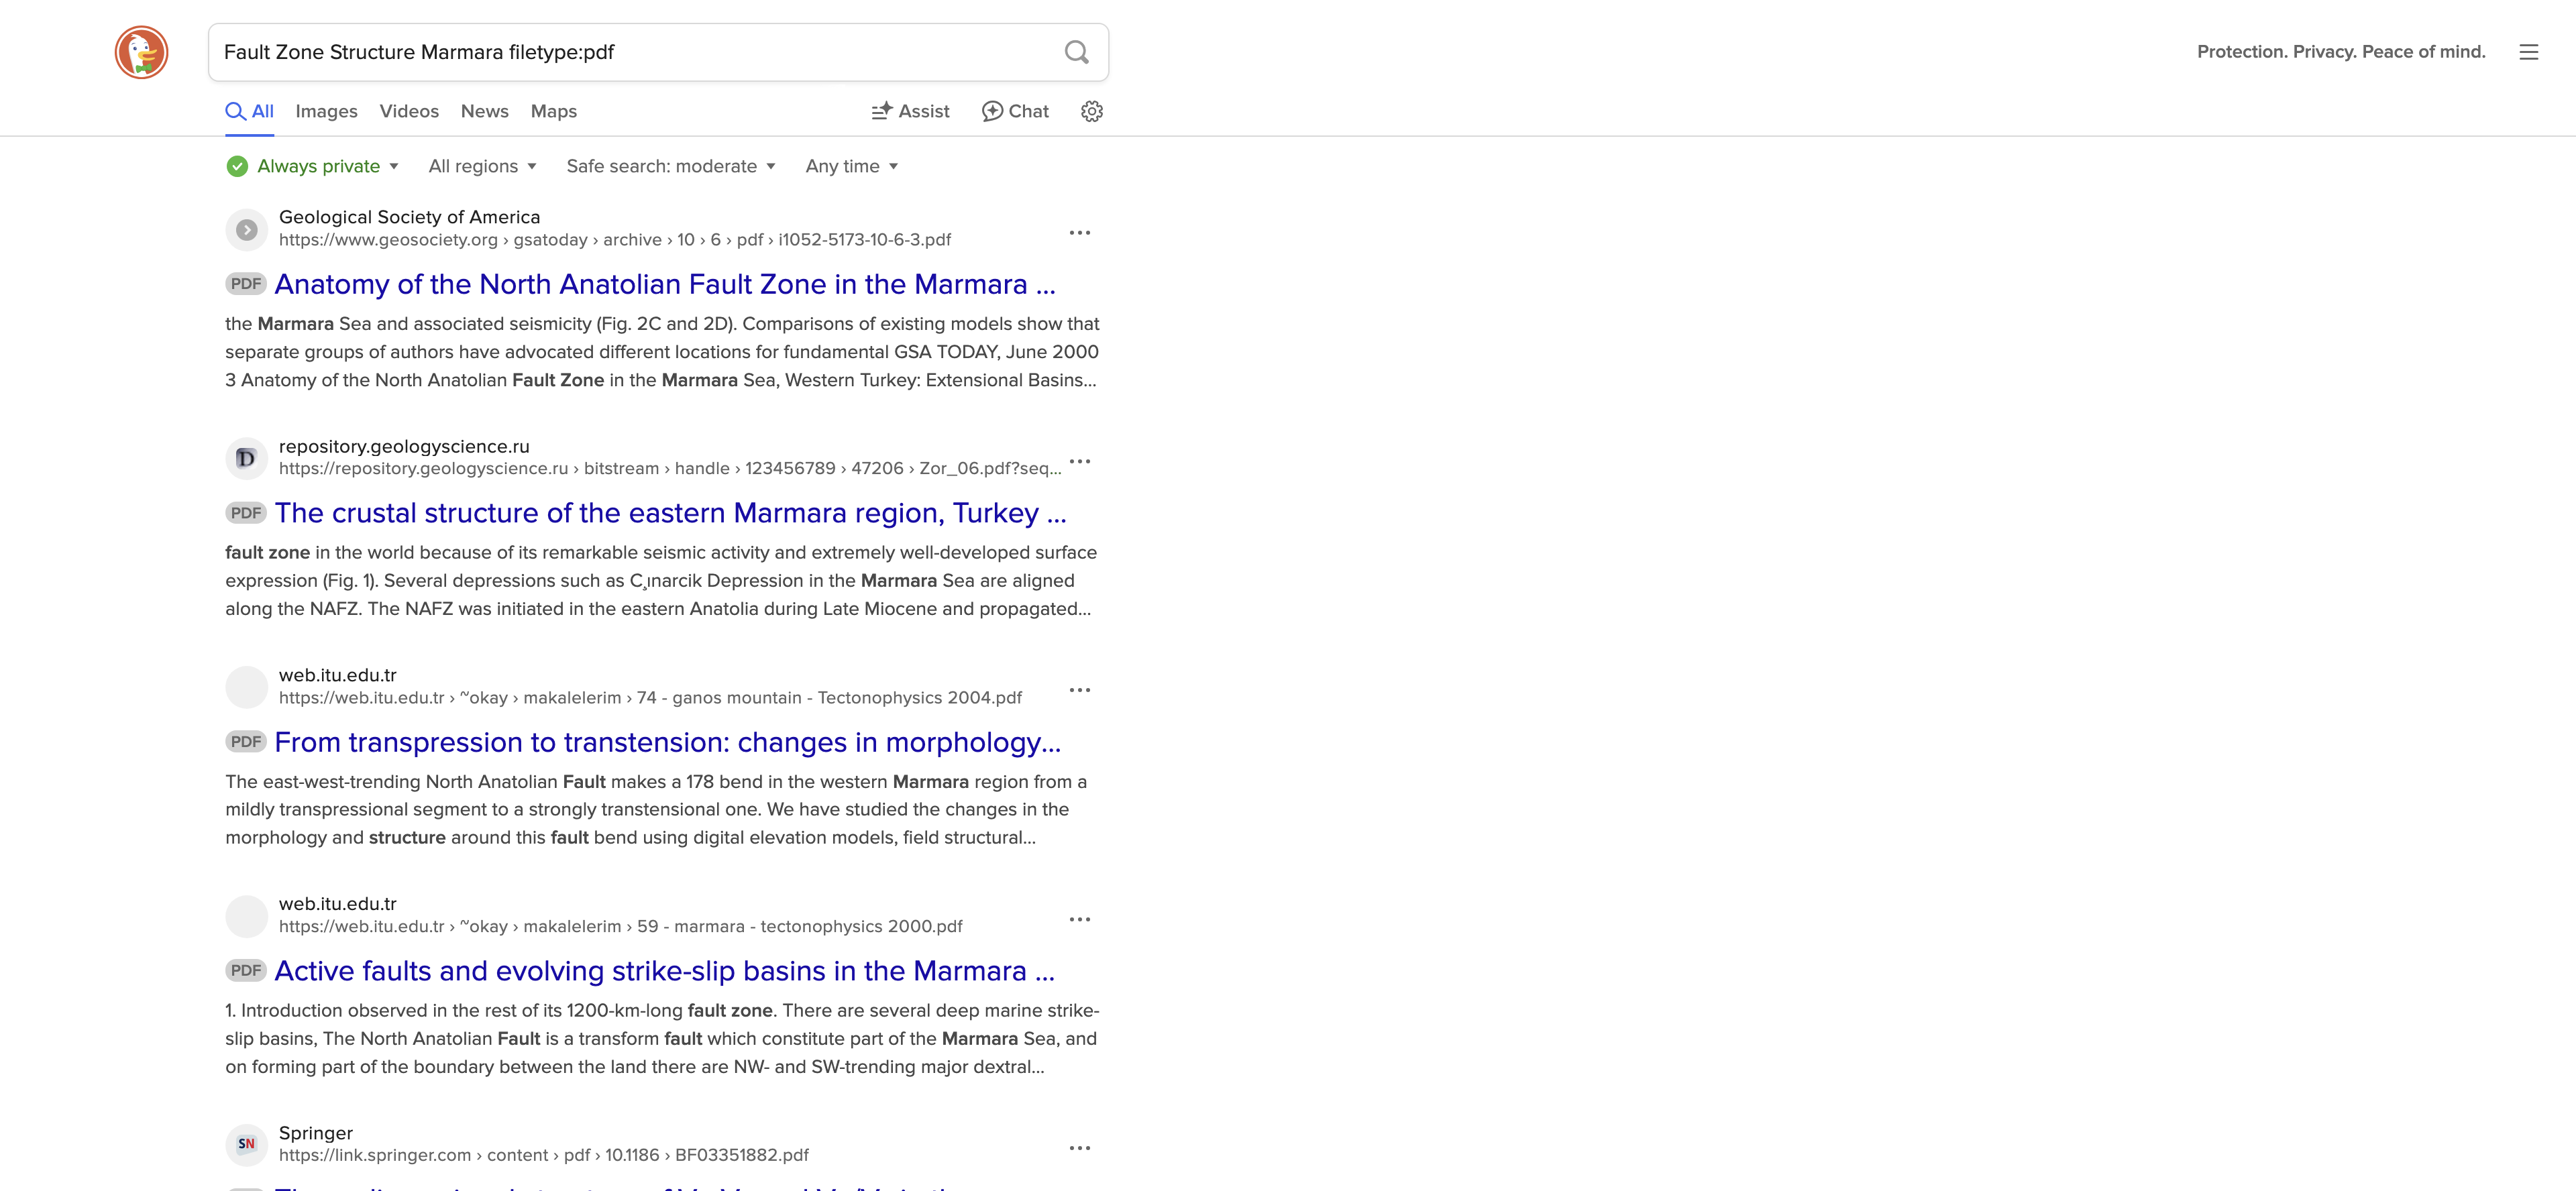 Fault Zone Structure Marmara filetype:pdf
Protection. Privacy. Peace of mind.
All Images Videos News Maps Assist Chat
Always private All regions Safe search: moderate Any time
Geological Society of America
https://www.geosociety.org › gsatoday › archive › 10 › 6 › pdf › i1052-5173-10-6-3.pdf
PDF Anatomy of the North Anatolian Fault Zone in the Marmara ...
the Marmara Sea and associated seismicity (Fig. 2C and 2D). Comparisons of existing models show that
separate groups of authors have advocated different locations for fundamental GSA TODAY, June 2000
3 Anatomy of the North Anatolian Fault Zone in the Marmara Sea, Western Turkey: Extensional Basins...
D
repository.geologyscience.ru
https://repository.geologyscience.ru › bitstream › handle › 123456789 › 47206 › Zor_06.pdf?seq...
PDF The crustal structure of the eastern Marmara region, Turkey ...
fault zone in the world because of its remarkable seismic activity and extremely well-developed surface
expression (Fig. 1). Several depressions such as C¸ınarcik Depression in the Marmara Sea are aligned
along the NAFZ. The NAFZ was initiated in the eastern Anatolia during Late Miocene and propagated...
web.itu.edu.tr
https://web.itu.edu.tr › ~okay › makalelerim › 74 - ganos mountain - Tectonophysics 2004.pdf
PDF From transpression to transtension: changes in morphology...
The east-west-trending North Anatolian Fault makes a 178 bend in the western Marmara region from a
mildly transpressional segment to a strongly transtensional one. We have studied the changes in the
morphology and structure around this fault bend using digital elevation models, field structural...
web.itu.edu.tr
https://web.itu.edu.tr › ~okay › makalelerim › 59 - marmara - tectonophysics 2000.pdf
PDF Active faults and evolving strike-slip basins in the Marmara ...
1. Introduction observed in the rest of its 1200-km-long fault zone. There are several deep marine strike-
slip basins, The North Anatolian Fault is a transform fault which constitute part of the Marmara Sea, and
on forming part of the boundary between the land there are NW- and SW-trending major dextral...
SN
Springer
https://link.springer.com › content › pdf › 10.1186 › BF03351882.pdf